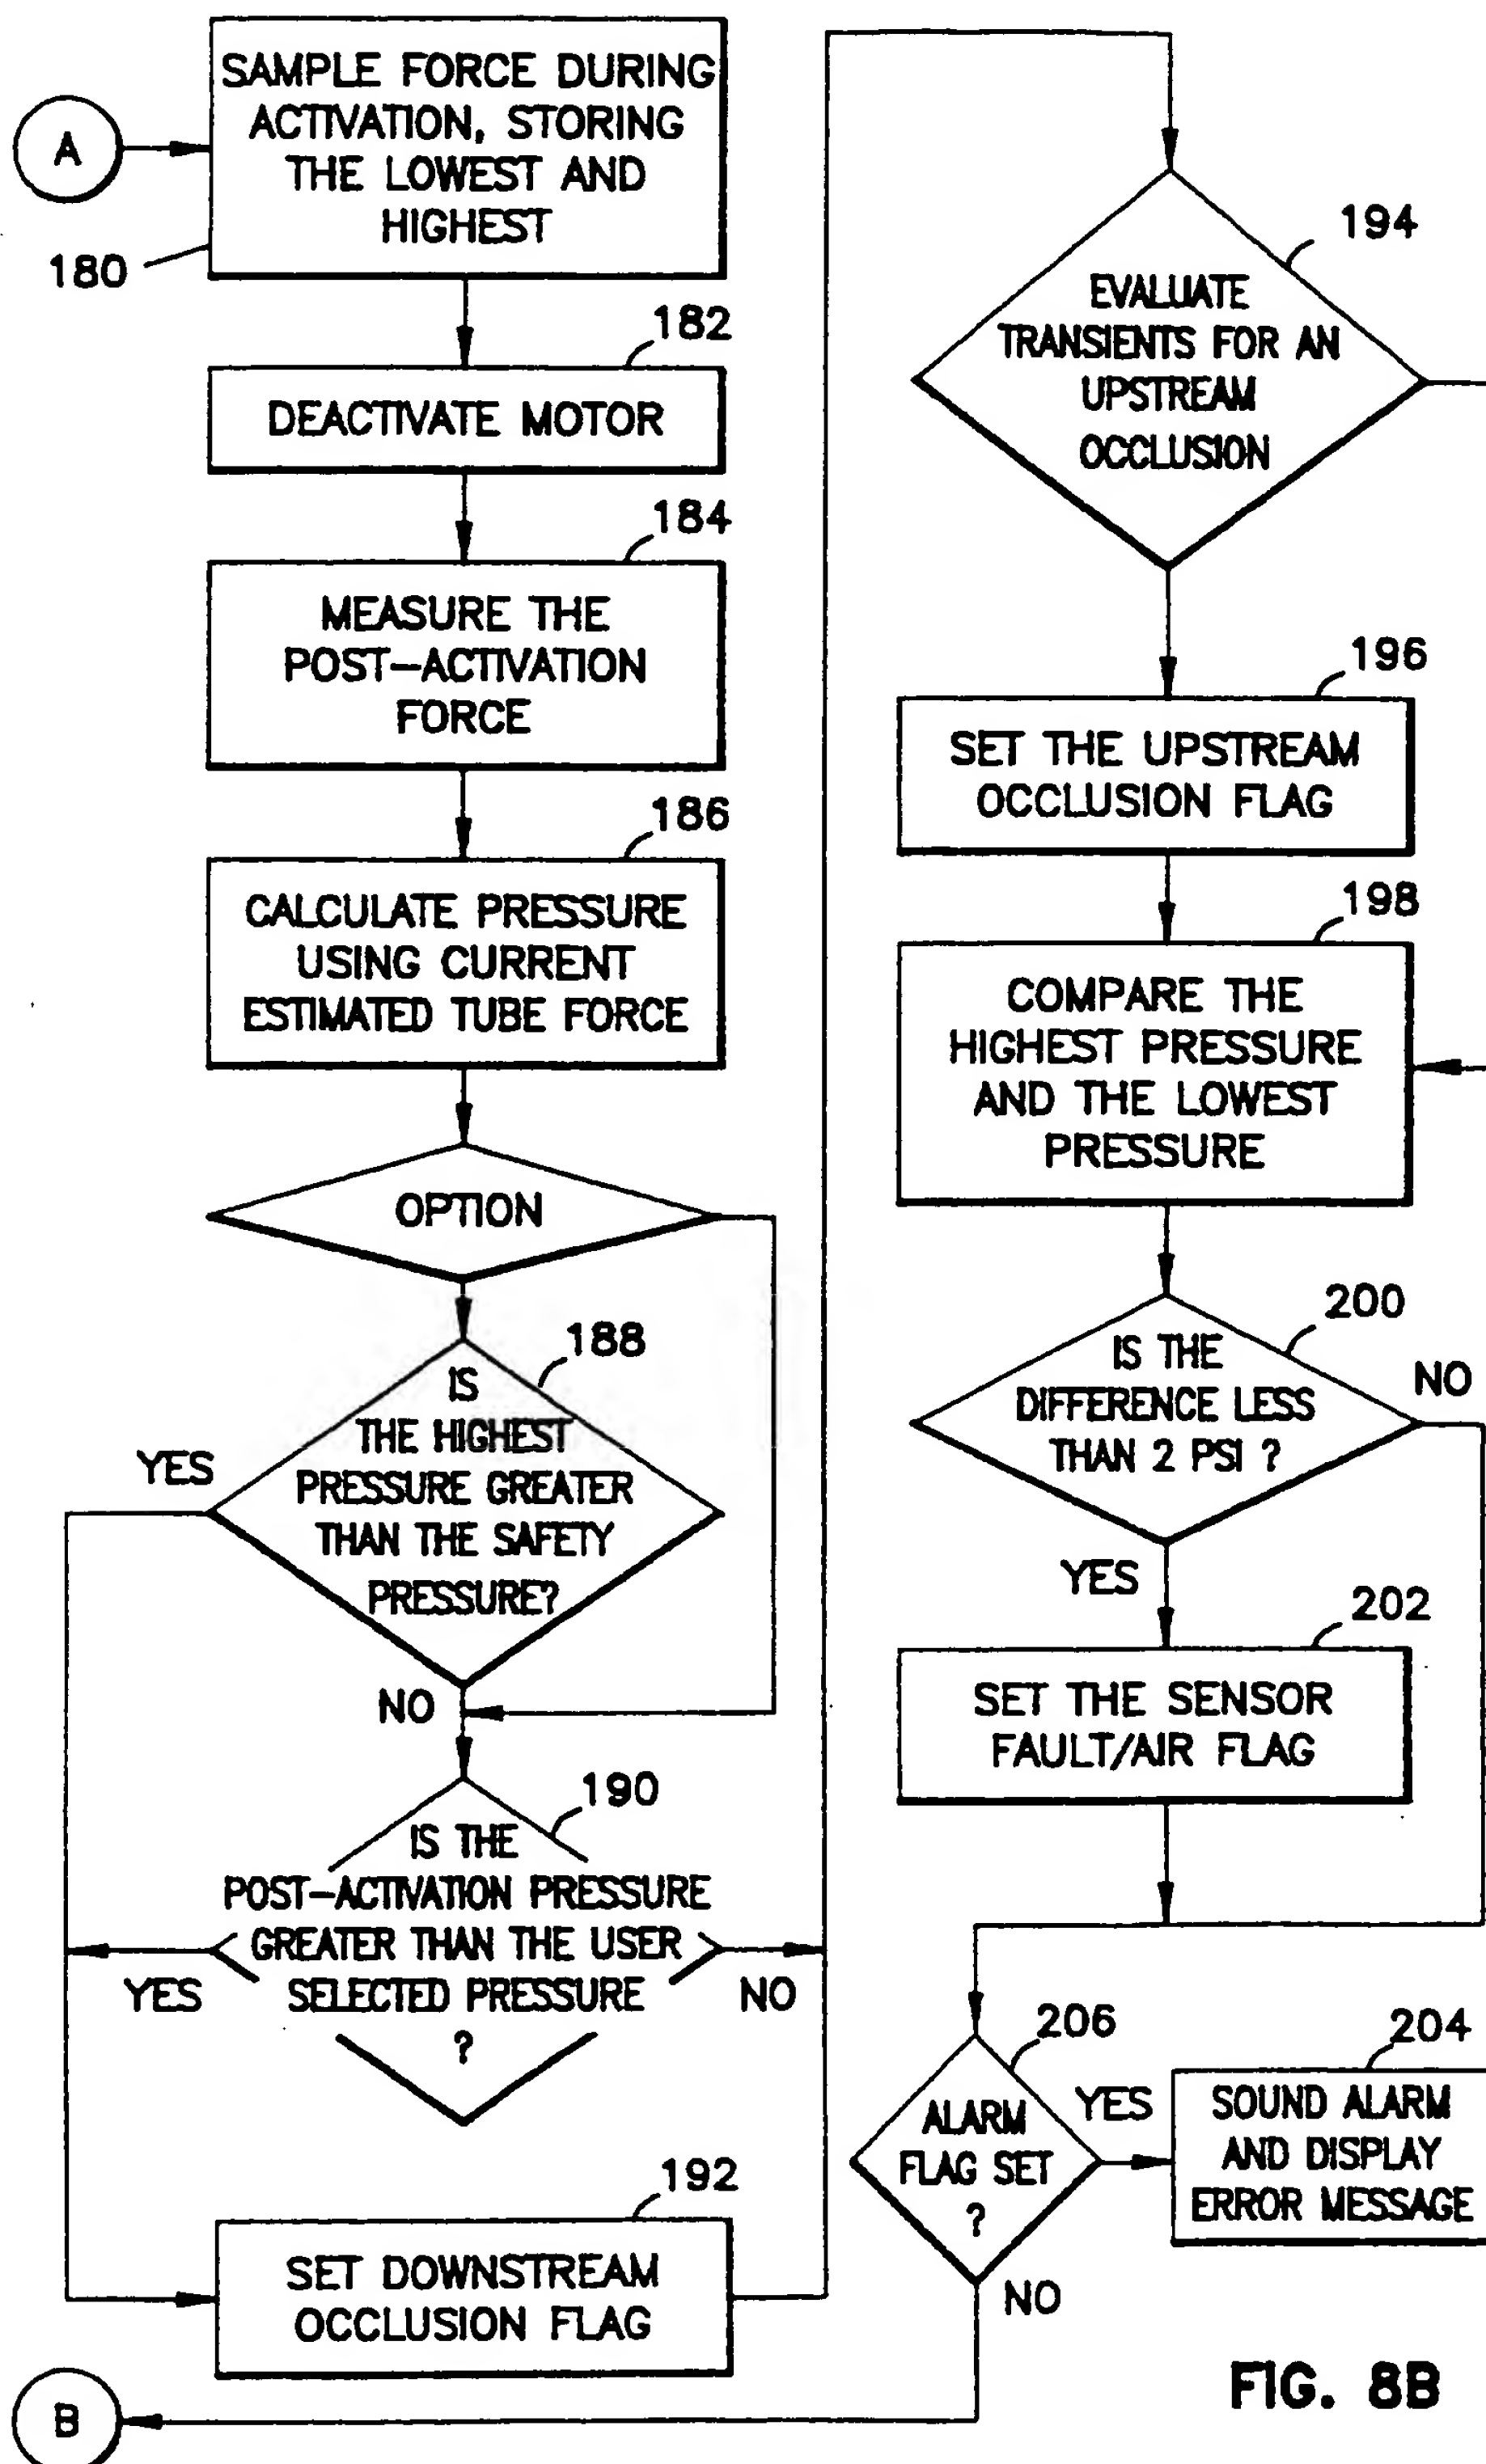 A
SAMPLE FORCE DURING
ACTIVATION, STORING
THE LOWEST AND
HIGHEST
180
182
DEACTIVATE MOTOR
184
MEASURE THE
POST-ACTIVATION
FORCE
186
CALCULATE PRESSURE
USING CURRENT
ESTIMATED TUBE FORCE
OPTION
188
IS
THE HIGHEST
PRESSURE GREATER
THAN THE SAFETY
PRESSURE?
YES
NO
190
IS THE
POST-ACTIVATION PRESSURE
GREATER THAN THE USER
SELECTED PRESSURE
?
YES
NO
192
SET DOWNSTREAM
OCCLUSION FLAG
B
194
EVALUATE
TRANSIENTS FOR AN
UPSTREAM
OCCLUSION
196
SET THE UPSTREAM
OCCLUSION FLAG
198
COMPARE THE
HIGHEST PRESSURE
AND THE LOWEST
PRESSURE
200
IS THE
DIFFERENCE LESS
THAN 2 PSI ?
NO
YES
202
SET THE SENSOR
FAULT/AIR FLAG
206
ALARM
FLAG SET
?
YES
NO
204
SOUND ALARM
AND DISPLAY
ERROR MESSAGE
FIG. 8B